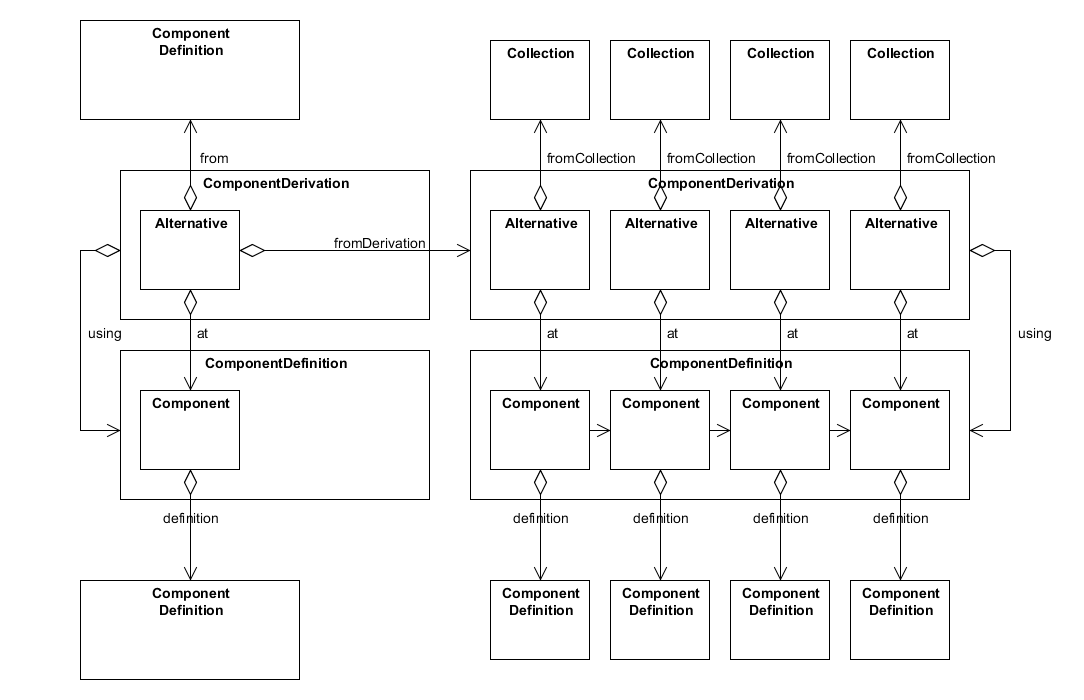 Component
Definition
Collection Collection Collection Collection
from fromCollection fromCollection fromCollection fromCollection
ComponentDerivation ComponentDerivation
Alternative Alternative Alternative Alternative Alternative
fromDerivation
using at at at at at using
ComponentDefinition ComponentDefinition
Component Component Component Component Component
definition definition definition definition definition
Component Component Component Component Component
Definition Definition Definition Definition Definition